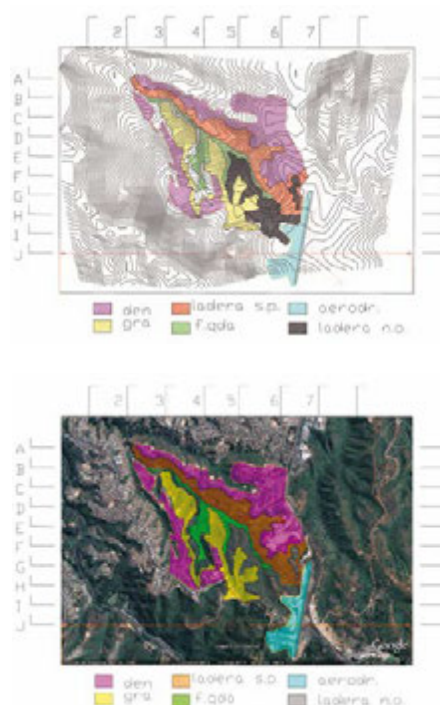 2 3 4 5 6 7
A
B
C
D
E
F
G
H
I
J
den ladera s.p. aerodr.
gra f.qda ladera n.o.
2 3 4 5 6 7
A
B
C
D
E
F
G
H
I
J
Google
den ladera s.o. aerodr.
gra f.qda ladera n.o.